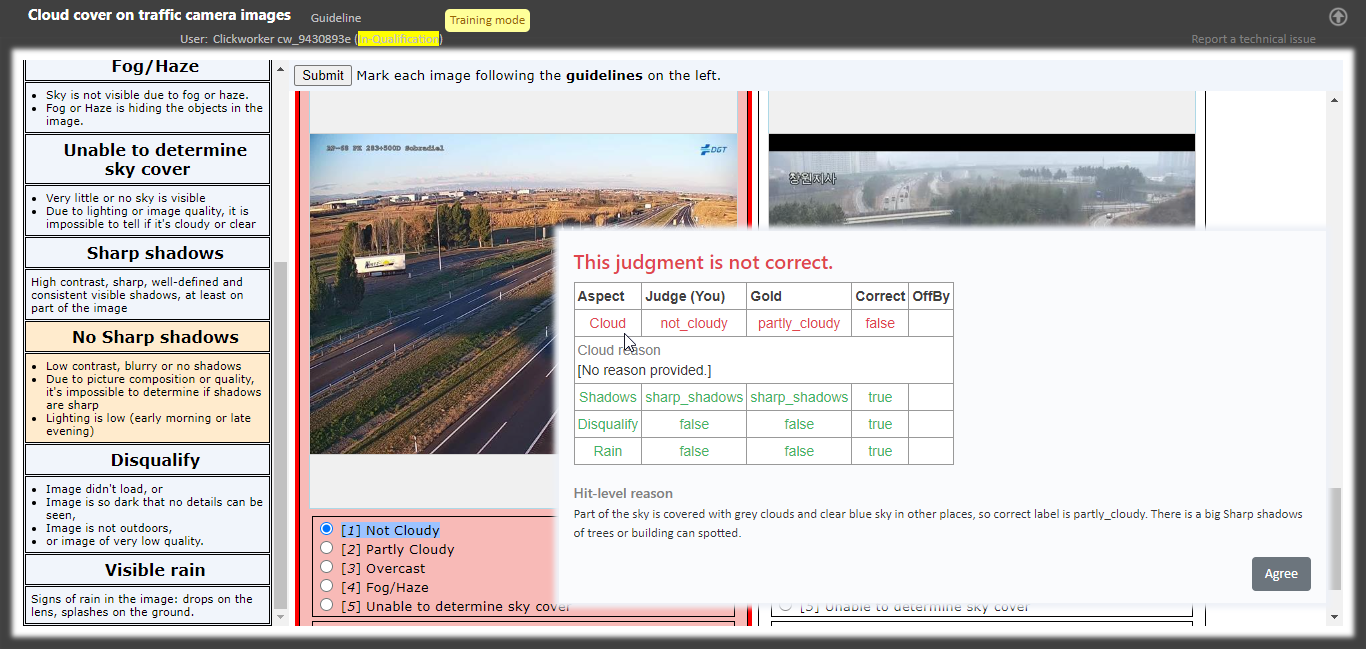 Cloud cover on traffic camera images
Guideline
Training mode
User: Clickworker cw_9430893e (In-Qualification)
Report a technical issue
Fog/Haze
Sky is not visible due to fog or haze.
Fog or Haze is hiding the objects in the
image.
Unable to determine
sky cover
Very little or no sky is visible
Due to lighting or image quality, it is
impossible to tell if it's cloudy or clear
Sharp shadows
High contrast, sharp, well-defined and
consistent visible shadows, at least on
part of the image
No Sharp shadows
Low contrast, blurry or no shadows
Due to picture composition or quality,
it's impossible to determine if shadows
are sharp
Lighting is low (early morning or late
evening)
Disqualify
Image didn't load, or
Image is so dark that no details can be
seen,
Image is not outdoors,
or image of very low quality.
Visible rain
Signs of rain in the image: drops on the
lens, splashes on the ground.
Submit Mark each image following the guidelines on the left.
DGT
창원지사
[1] Not Cloudy
[2] Partly Cloudy
[3] Overcast
[4] Fog/Haze
[5] Unable to determine sky cover
[5] Unable to determine sky cover
This judgment is not correct.
Aspect Judge (You) Gold Correct OffBy
Cloud not_cloudy partly_cloudy false
Cloud reason
[No reason provided.]
Shadows sharp_shadows sharp_shadows true
Disqualify false false true
Rain false false true
Hit-level reason
Part of the sky is covered with grey clouds and clear blue sky in other places, so correct label is partly_cloudy. There is a big Sharp shadows
of trees or building can spotted.
Agree